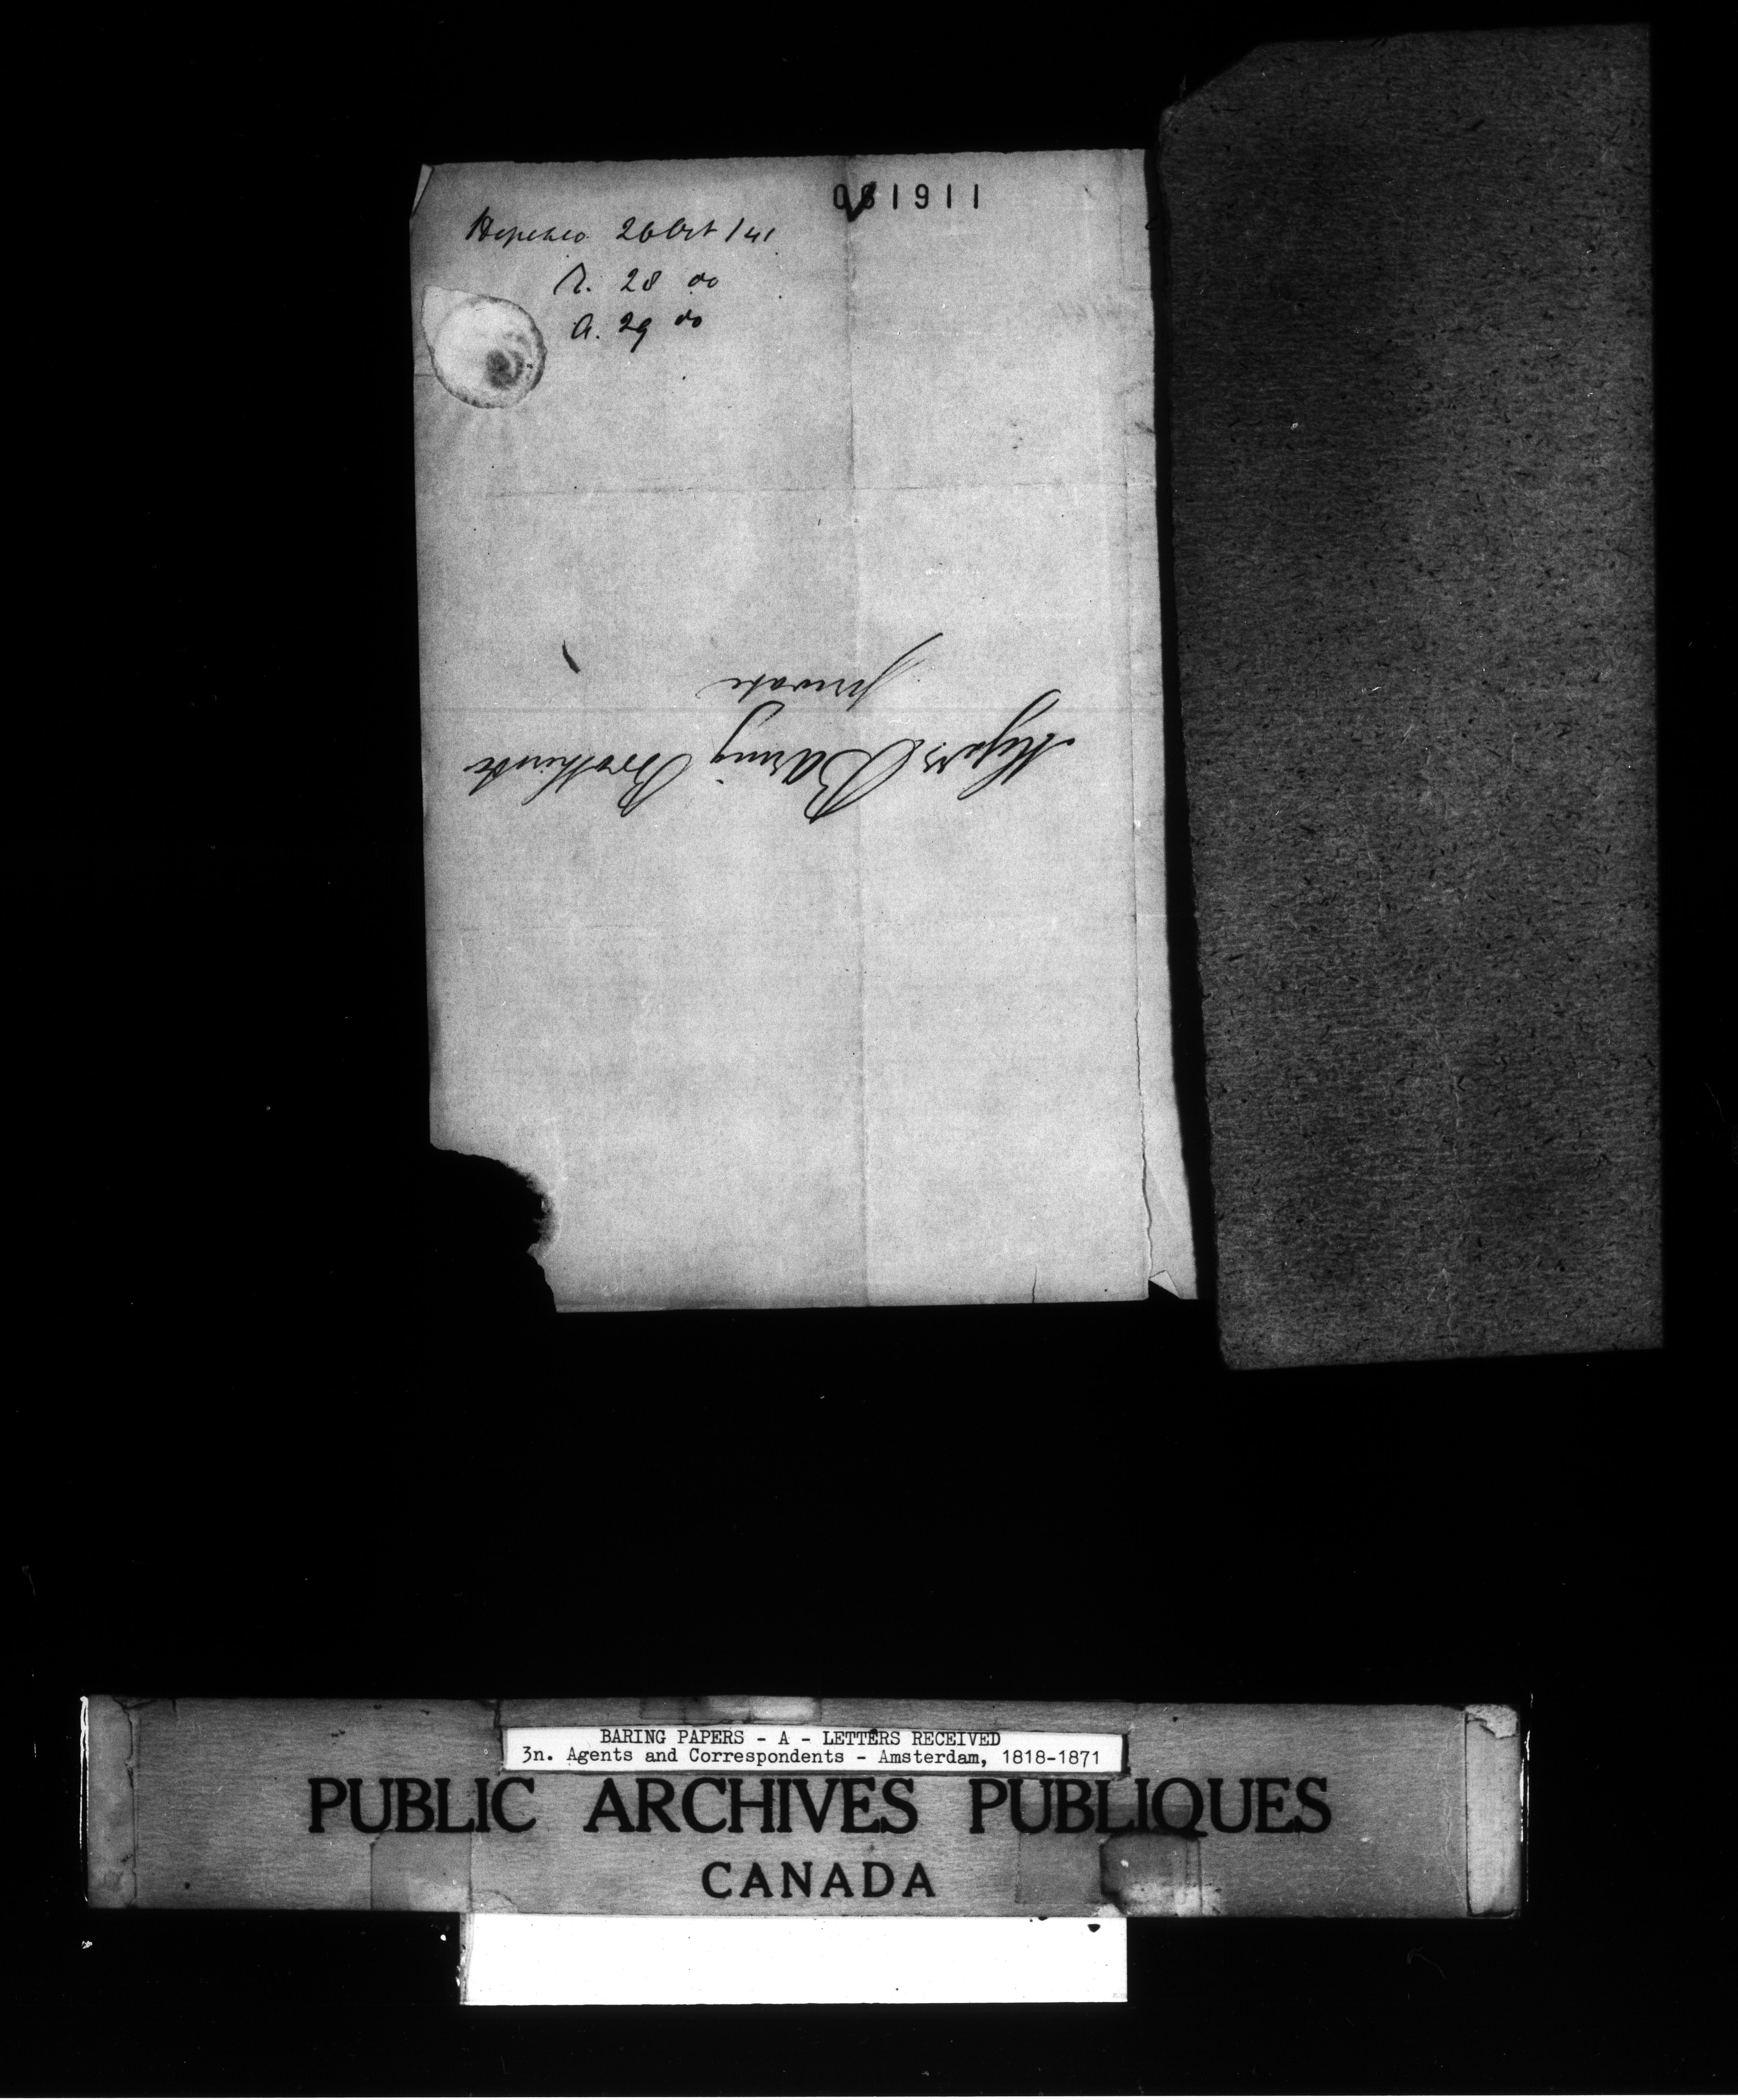 081911
Hope & Co 26 Oct / 41
R. 28 do
A. 29 do
private
Messrs Baring Brothers &
BARING PAPERS - A - LETTERS RECEIVED
3n. Agents and Correspondents - Amsterdam, 1818-1871
PUBLIC ARCHIVES PUBLIQUES
CANADA